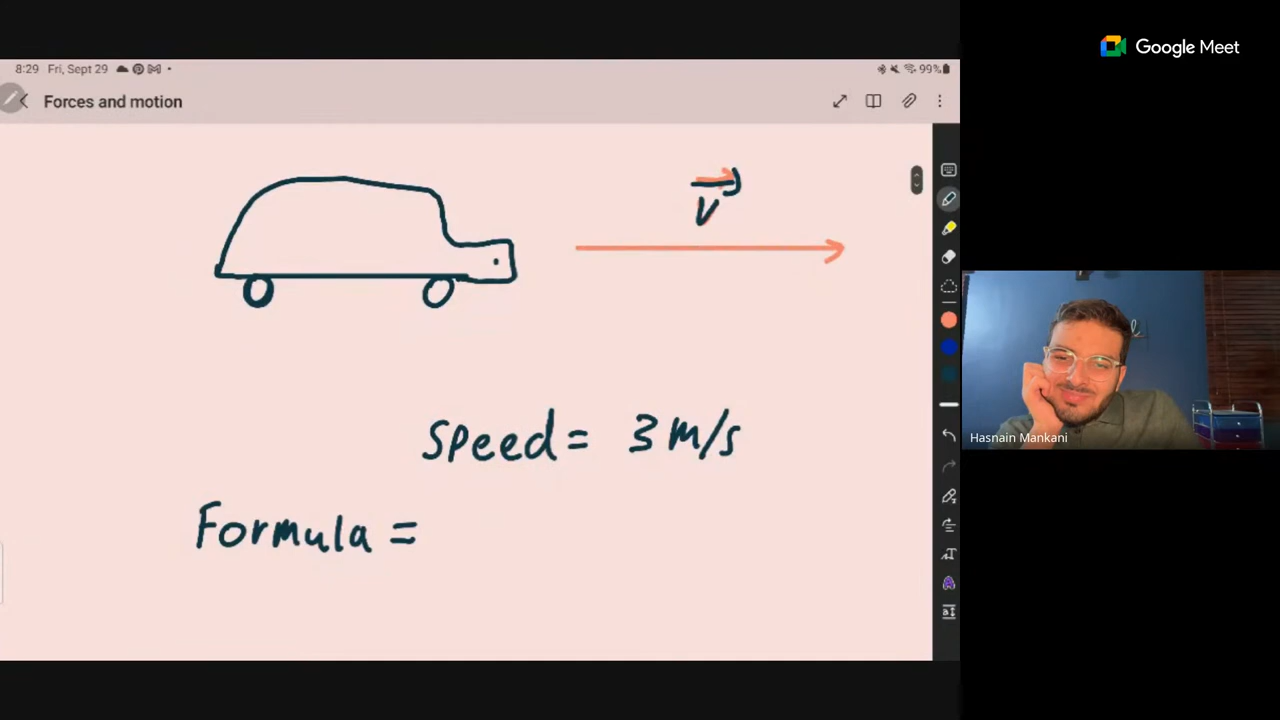 Google Meet
8:29 Fri, Sept 29
99%
Forces and motion
V
Speed = 3 m/s
Formula =
Hasnain Mankani